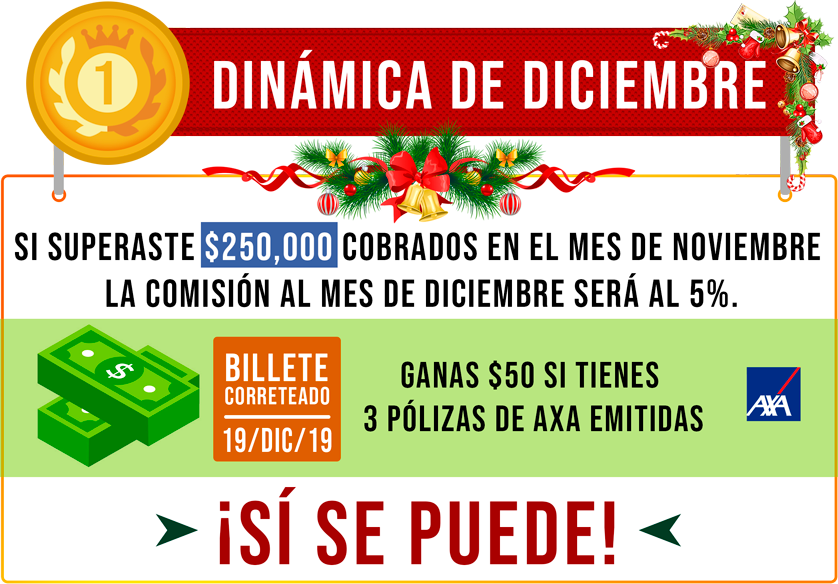 1
DINÁMICA DE DICIEMBRE
SI SUPERASTE $250,000 COBRADOS EN EL MES DE NOVIEMBRE
LA COMISIÓN AL MES DE DICIEMBRE SERÁ AL 5%.
$
BILLETE
CORRETEADO
19/DIC/19
GANAS $50 SI TIENES
3 PÓLIZAS DE AXA EMITIDAS
AXA
¡SÍ SE PUEDE!